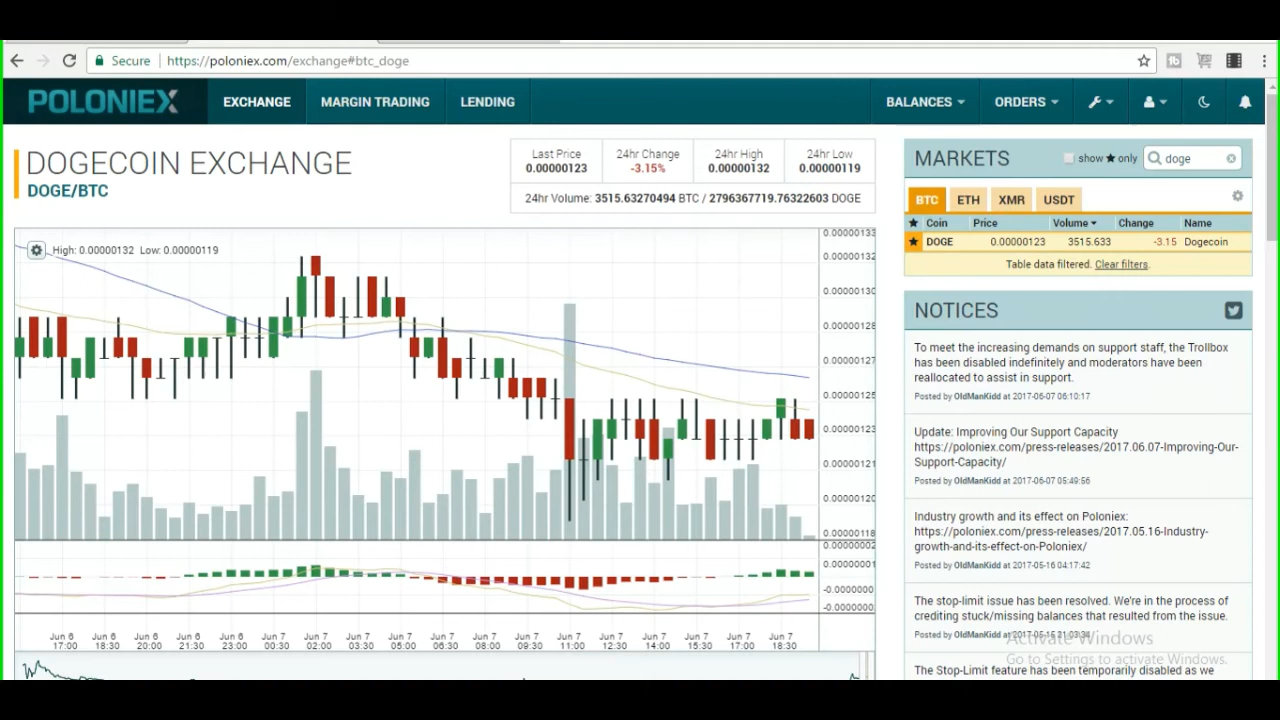 Secure
https://poloniex.com/exchange#btc_doge
POLONIEX
EXCHANGE
MARGIN TRADING
LENDING
BALANCES
ORDERS
DOGECOIN EXCHANGE
DOGE/BTC
Last Price
0.00000123
24hr Change
-3.15%
24hr High
0.00000132
24hr Low
0.00000119
24hr Volume: 3515.63270494 BTC / 2796367719.76322603 DOGE
High: 0.00000132 Low: 0.00000119
0.00000133
0.00000132
0.00000130
0.00000128
0.00000127
0.00000125
0.00000123
0.00000121
0.00000120
0.00000118
0.00000002
0.00000001
-0.0000000
-0.0000000
Jun 6 17:00
Jun 6 18:30
Jun 6 20:00
Jun 6 21:30
Jun 6 23:00
Jun 7 00:30
Jun 7 02:00
Jun 7 03:30
Jun 7 05:00
Jun 7 06:30
Jun 7 08:00
Jun 7 09:30
Jun 7 11:00
Jun 7 12:30
Jun 7 14:00
Jun 7 15:30
Jun 7 17:00
Jun 7 18:30
MARKETS
show ★ only
doge
BTC
ETH
XMR
USDT
★ Coin Price Volume Change Name
★ DOGE 0.00000123 3515.633 -3.15 Dogecoin
Table data filtered. Clear filters.
NOTICES
To meet the increasing demands on support staff, the Trollbox
has been disabled indefinitely and moderators have been
reallocated to assist in support.
Posted by OldManKidd at 2017-06-07 06:10:17
Update: Improving Our Support Capacity
https://poloniex.com/press-releases/2017.06.07-Improving-Our-
Support-Capacity/
Posted by OldManKidd at 2017-06-07 05:49:56
Industry growth and its effect on Poloniex:
https://poloniex.com/press-releases/2017.05.16-Industry-
growth-and-its-effect-on-Poloniex/
Posted by OldManKidd at 2017-05-16 04:17:42
The stop-limit issue has been resolved. We're in the process of
crediting stuck/missing balances that resulted from the issue.
Posted by OldManKidd at
Activate Windows
Go to Settings to activate Windows.
The Stop-Limit feature has been temporarily disabled as we